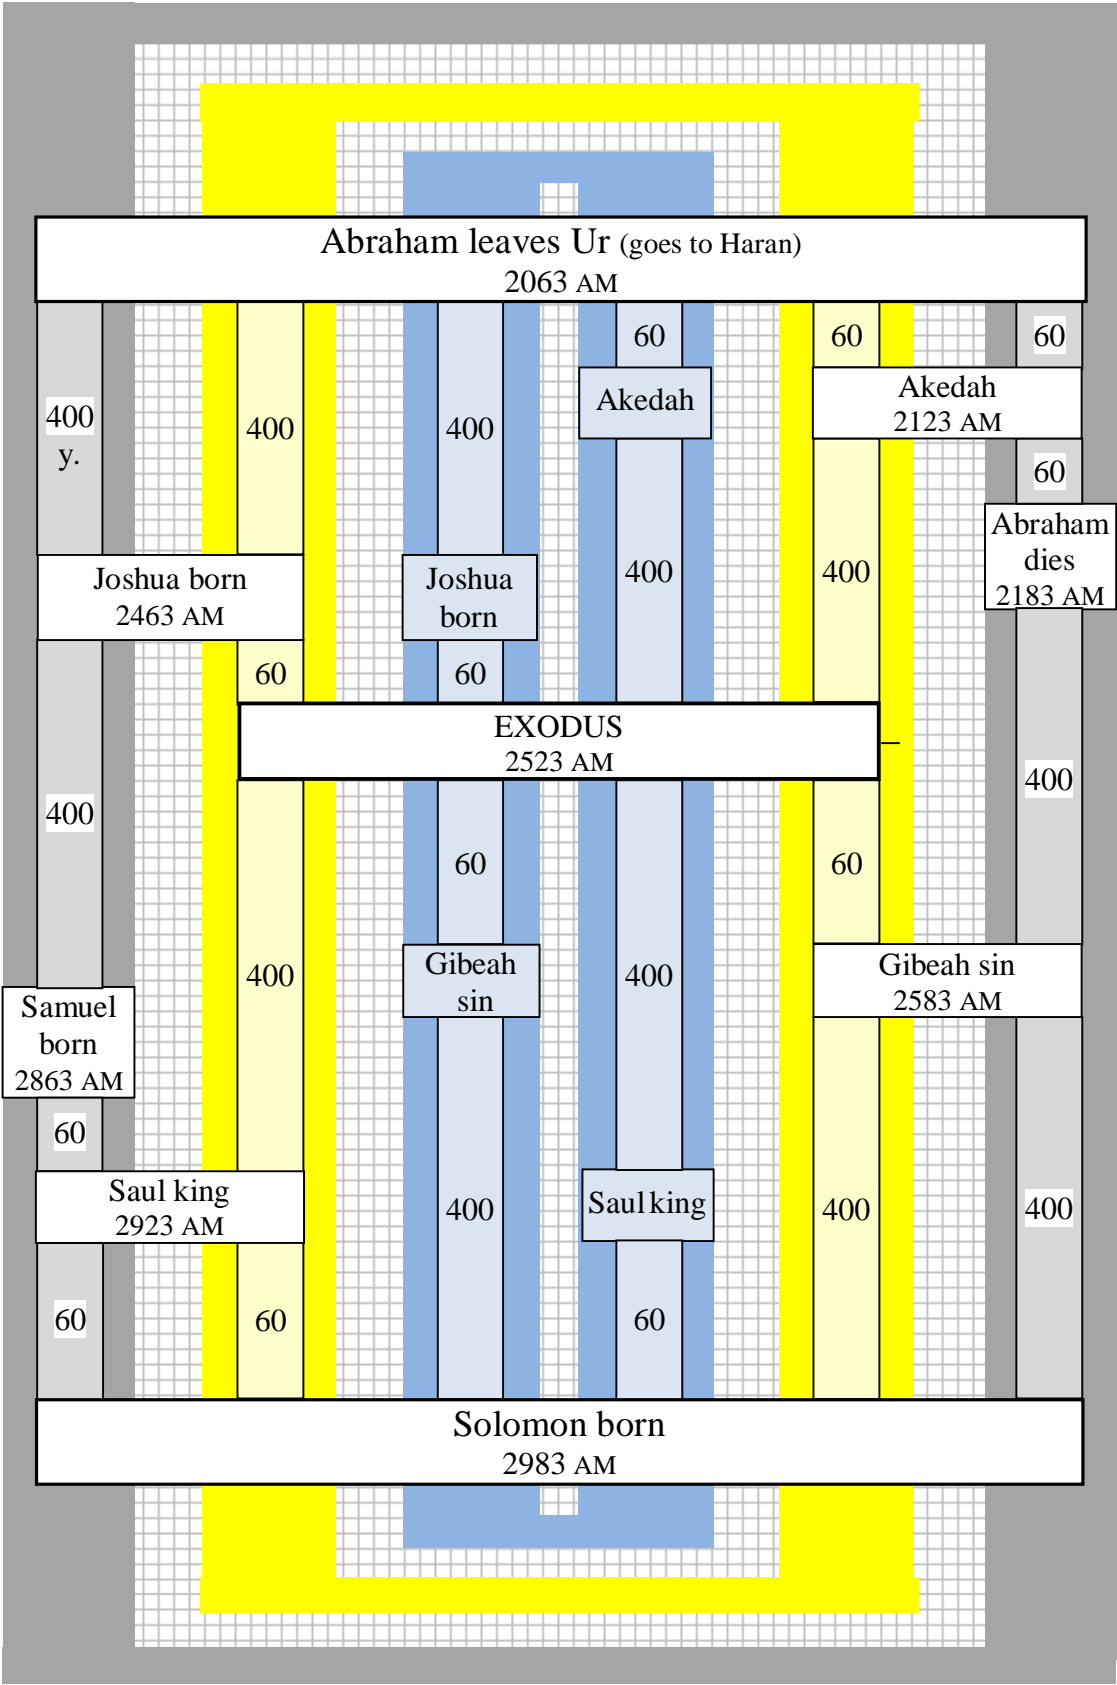 Abraham leaves Ur (goes to Haran)
2063 AM
60
60
60
400
y.
400
400
Akedah
Akedah
2123 AM
60
Abraham
dies
2183 AM
Joshua born
2463 AM
Joshua
born
400
400
60
60
EXODUS
2523 AM
400
400
60
60
Gibeah
sin
400
400
Gibeah sin
2583 AM
Samuel
born
2863 AM
60
Saul king
2923 AM
400
Saul king
400
400
60
60
60
Solomon born
2983 AM